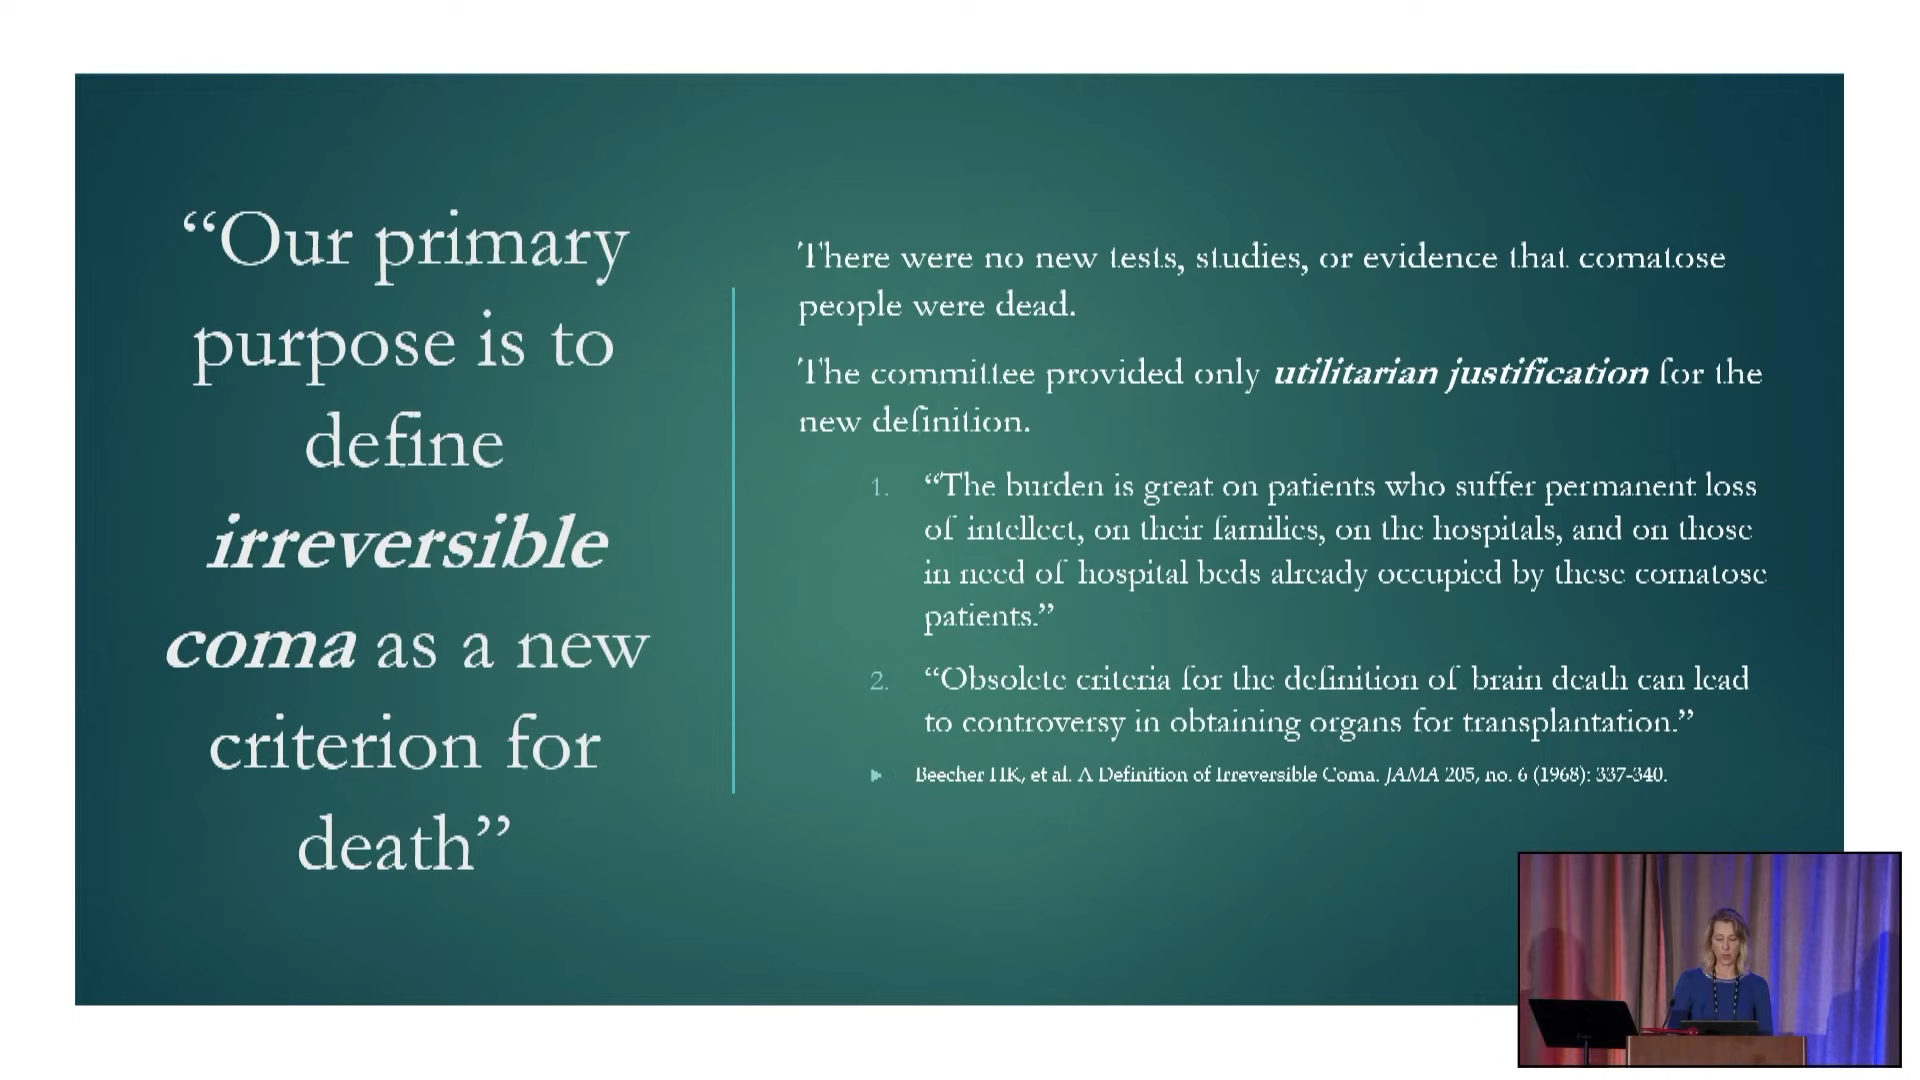 “Our primary
purpose is to
define
irreversible
coma as a new
criterion for
death”
There were no new tests, studies, or evidence that comatose
people were dead.
The committee provided only utilitarian justification for the
new definition.
1. “The burden is great on patients who suffer permanent loss
of intellect, on their families, on the hospitals, and on those
in need of hospital beds already occupied by these comatose
patients.”
2. “Obsolete criteria for the definition of brain death can lead
to controversy in obtaining organs for transplantation.”
Beecher HK, et al. A Definition of Irreversible Coma. JAMA 205, no. 6 (1968): 337-340.